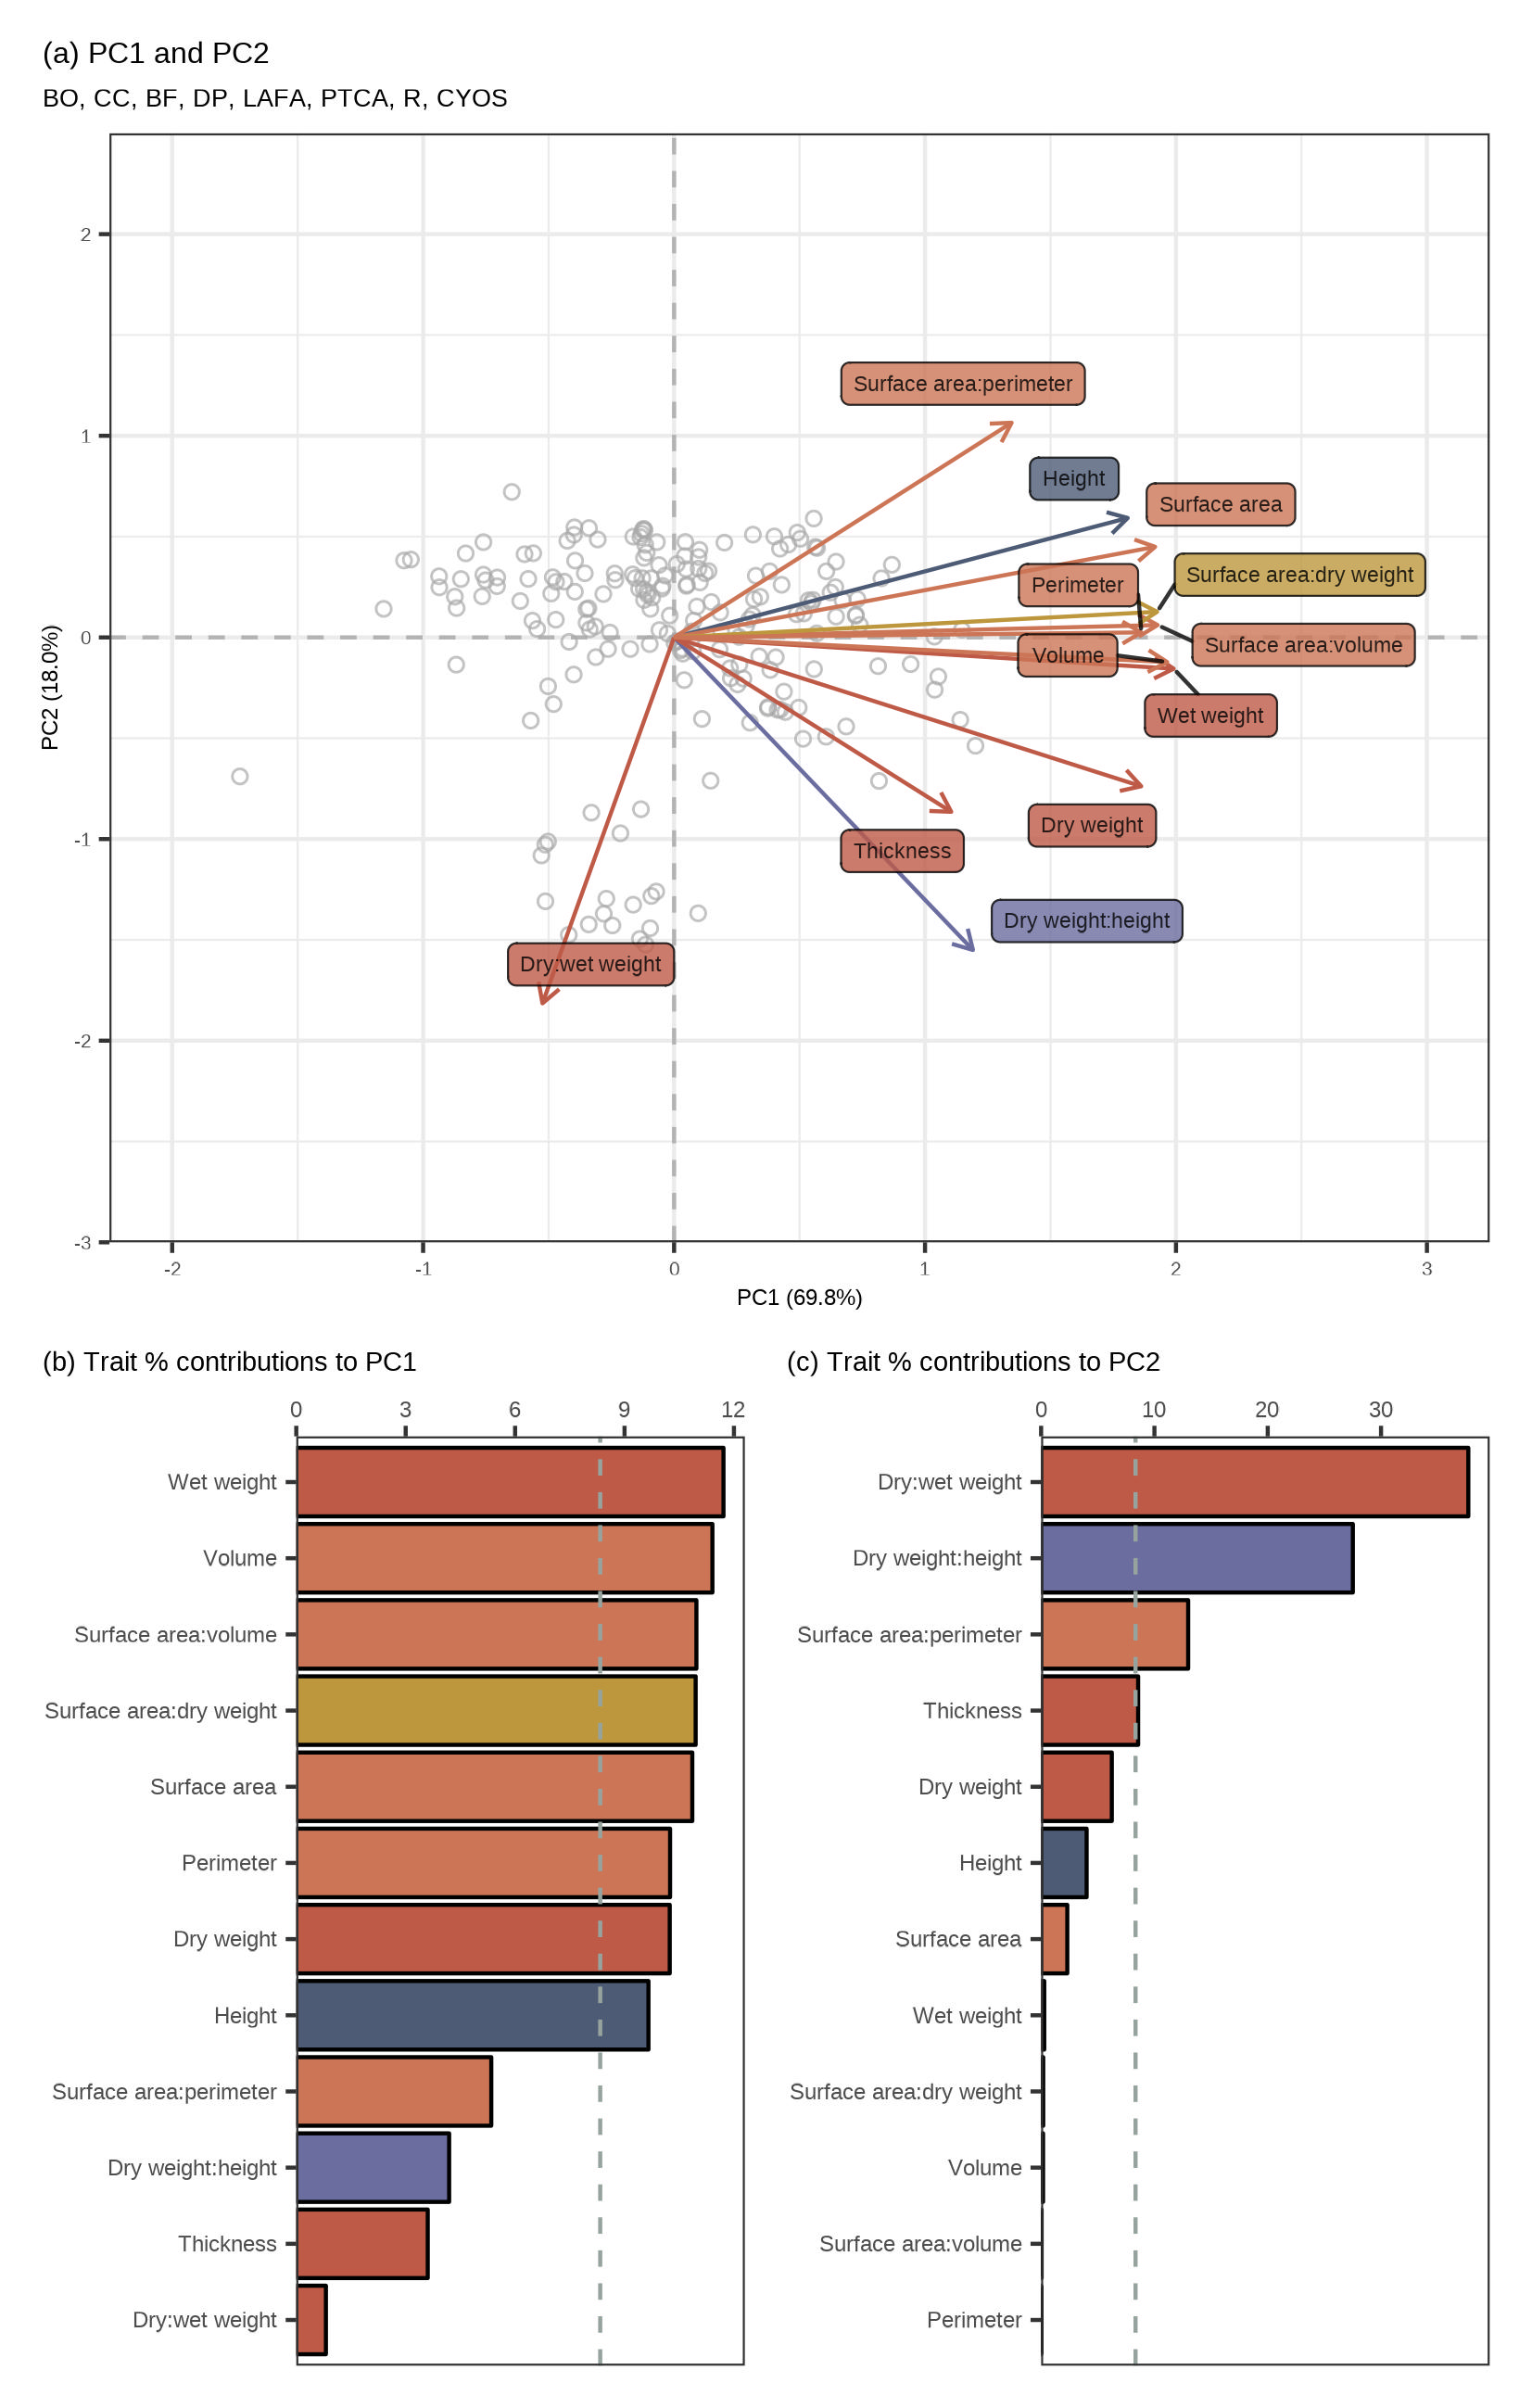 (a) PC1 and PC2
BO, CC, BF, DP, LAFA, PTCA, R, CYOS
PC2 (18.0%)
2
1
0
-1
-2
-3
Surface area:perimeter
Height
Surface area
Surface area:dry weight
Perimeter
Surface area:volume
Volume
Wet weight
Dry weight
Thickness
Dry weight:height
Dry:wet weight
-2 -1 0 1 2 3
PC1 (69.8%)
(b) Trait % contributions to PC1
0 3 6 9 12
Wet weight
Volume
Surface area:volume
Surface area:dry weight
Surface area
Perimeter
Dry weight
Height
Surface area:perimeter
Dry weight:height
Thickness
Dry:wet weight
(c) Trait % contributions to PC2
0 10 20 30
Dry:wet weight
Dry weight:height
Surface area:perimeter
Thickness
Dry weight
Height
Surface area
Wet weight
Surface area:dry weight
Volume
Surface area:volume
Perimeter